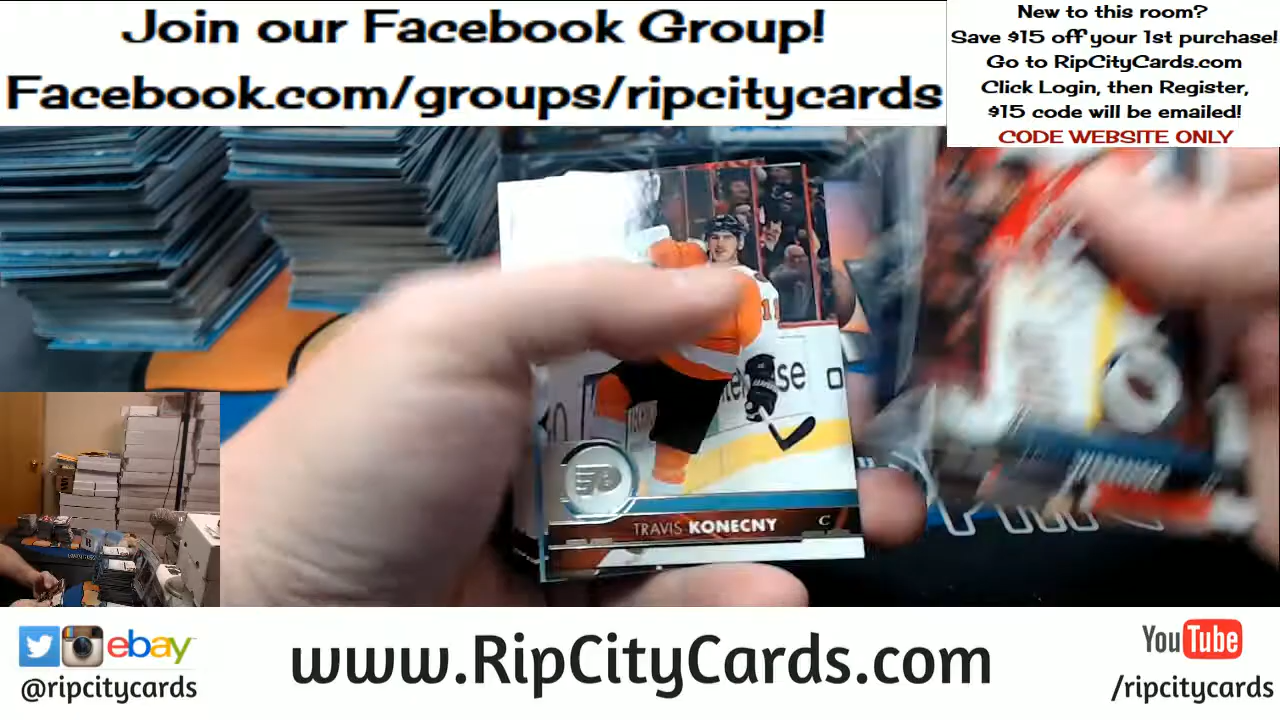 Join our Facebook Group!
Facebook.com/groups/ripcitycards
New to this room?
Save $15 off your 1st purchase!
Go to RipCityCards.com
Click Login, then Register,
$15 code will be emailed!
CODE WEBSITE ONLY
11
se
TRAVIS KONECNY
C
ebay
@ripcitycards
www.RipCityCards.com
YouTube
/ripcitycards